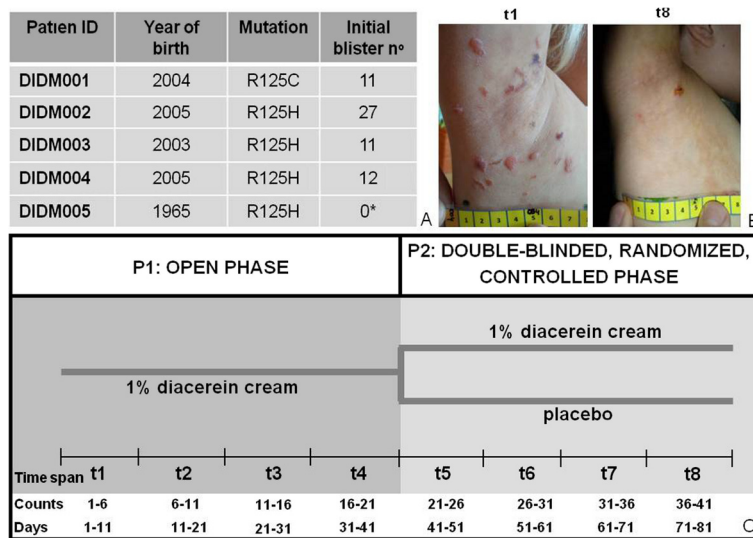 Patien ID Year of birth Mutation Initial blister nº
DIDM001 2004 R125C 11
DIDM002 2005 R125H 27
DIDM003 2003 R125H 11
DIDM004 2005 R125H 12
DIDM005 1965 R125H 0*
A
t1
t8
B
P1: OPEN PHASE
P2: DOUBLE-BLINDED, RANDOMIZED,
CONTROLLED PHASE
1% diacerein cream
1% diacerein cream
placebo
Time span t1 t2 t3 t4 t5 t6 t7 t8
Counts 1-6 6-11 11-16 16-21 21-26 26-31 31-36 36-41
Days 1-11 11-21 21-31 31-41 41-51 51-61 61-71 71-81
C